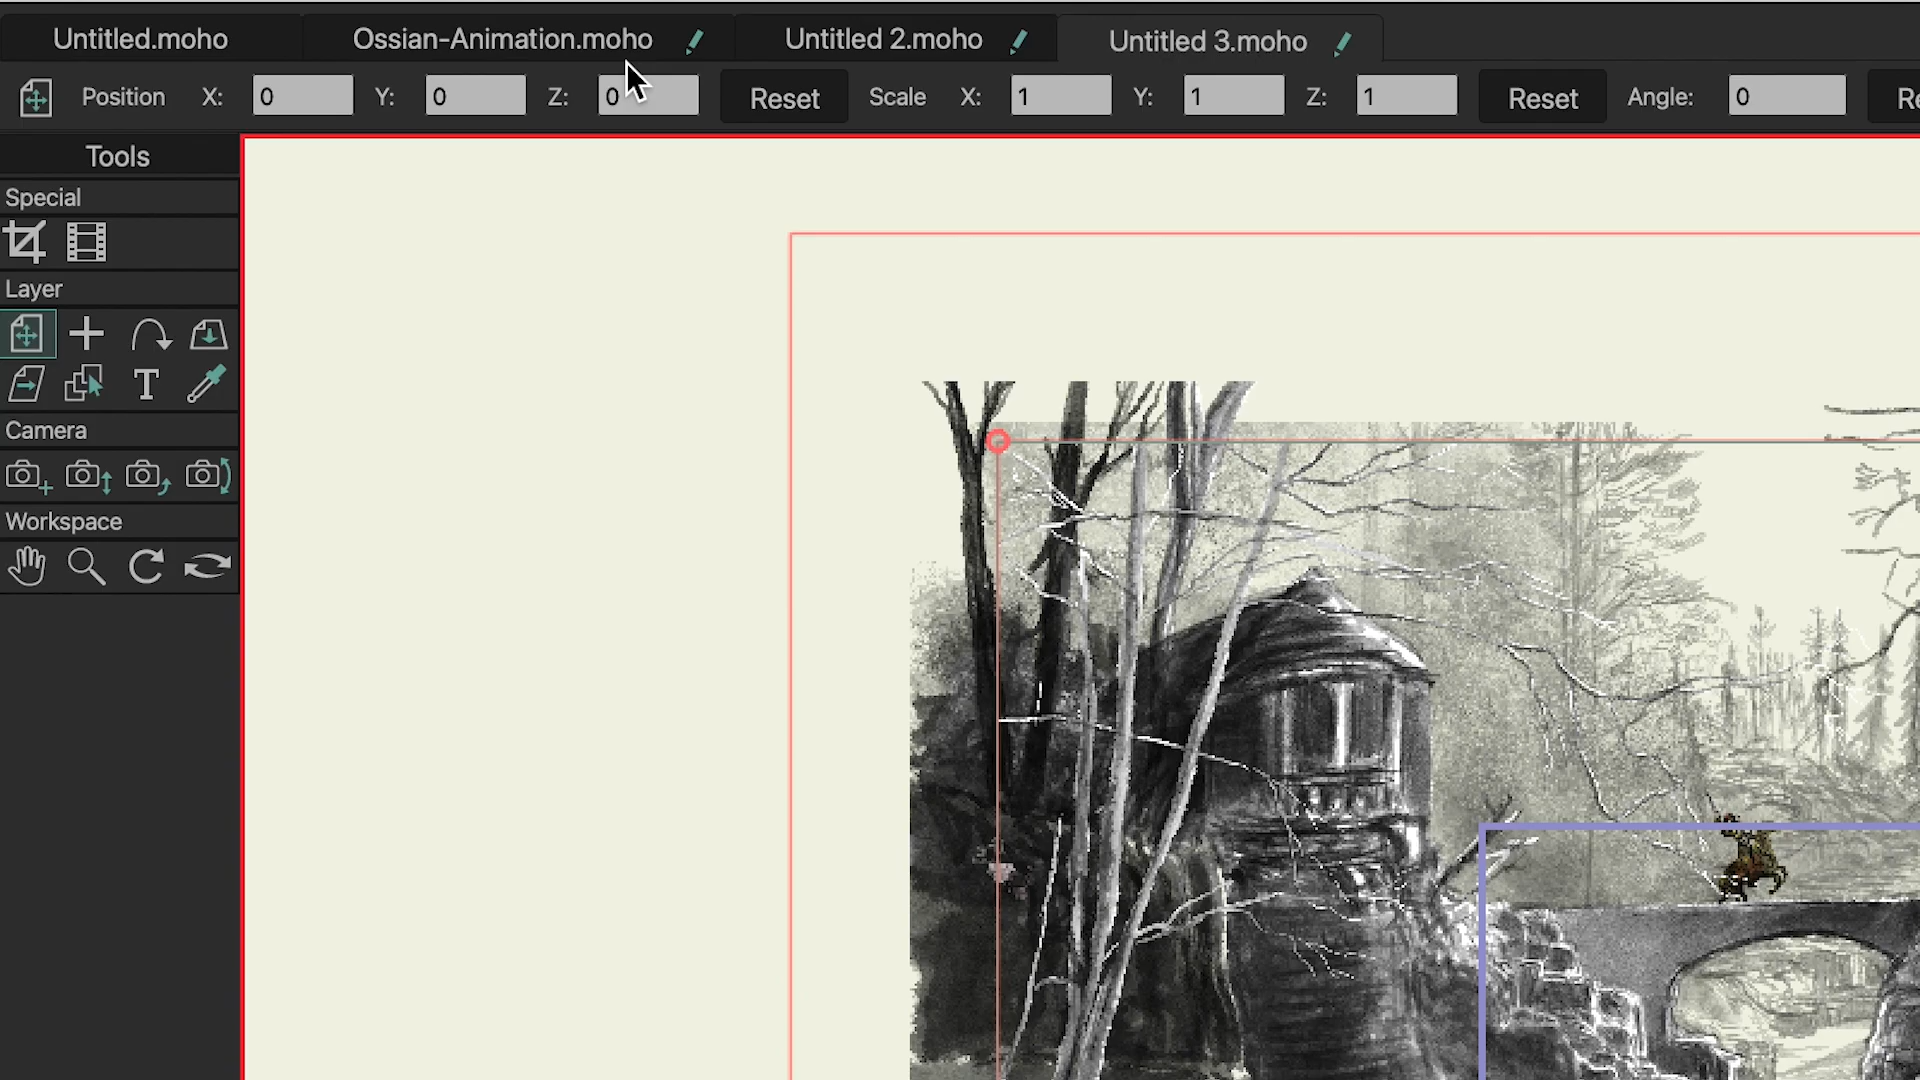 Untitled.moho Ossian-Animation.moho Untitled 2.moho Untitled 3.moho
Position X: 0 Y: 0 Z: 0 Reset Scale X: 1 Y: 1 Z: 1 Reset Angle: 0
Tools
Special
Layer
T
Camera
Workspace